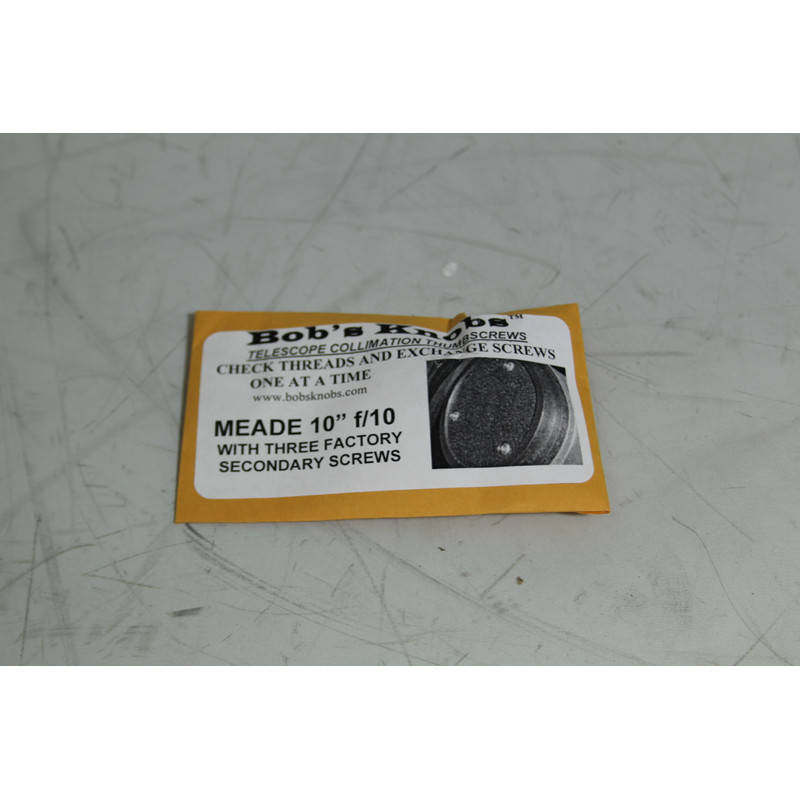 Bob's Knobs™
TELESCOPE COLLIMATION THUMBSCREWS
CHECK THREADS AND EXCHANGE SCREWS
ONE AT A TIME
www.bobsknobs.com
MEADE 10” f/10
WITH THREE FACTORY
SECONDARY SCREWS